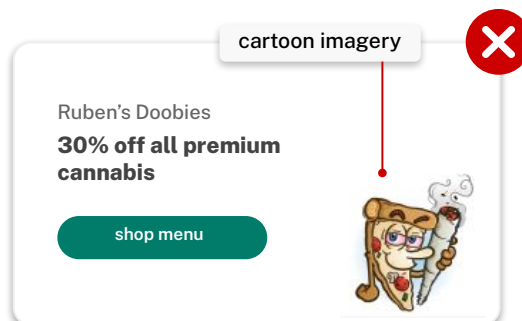 cartoon imagery
Ruben's Doobies
30% off all premium
cannabis
shop menu